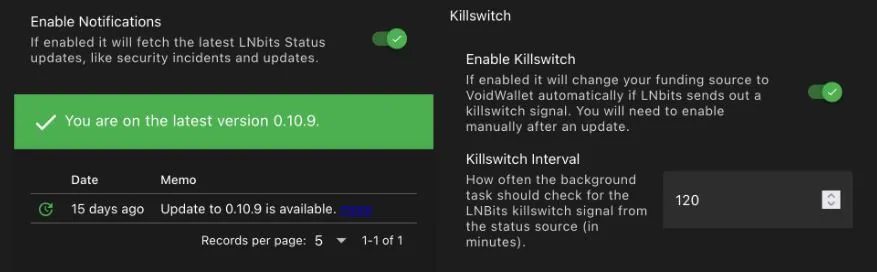 Enable Notifications
If enabled it will fetch the latest LNbits Status
updates, like security incidents and updates.
You are on the latest version 0.10.9.
Date Memo
15 days ago Update to 0.10.9 is available.
Records per page: 5 1-1 of 1
Killswitch
Enable Killswitch
If enabled it will change your funding source to
VoidWallet automatically if LNbits sends out a
killswitch signal. You will need to enable
manually after an update.
Killswitch Interval
How often the background
task should check for the
LNBits killswitch signal from
the status source (in
minutes).
120